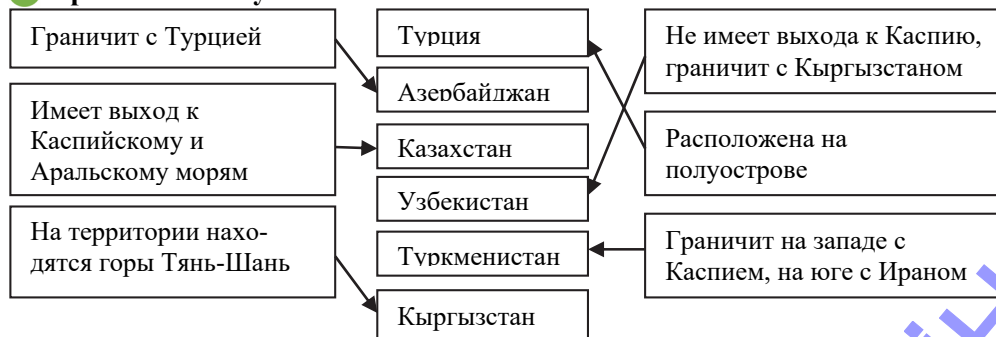 Граничит с Турцией
Имеет выход к
Каспийскому и
Аральскому морям
На территории нахо-
дятся горы Тянь-Шань
Турция
Азербайджан
Казахстан
Узбекистан
Туркменистан
Кыргызстан
Не имеет выхода к Каспию,
граничит с Кыргызстаном
Расположена на
полуострове
Граничит на западе с
Каспием, на юге с Ираном